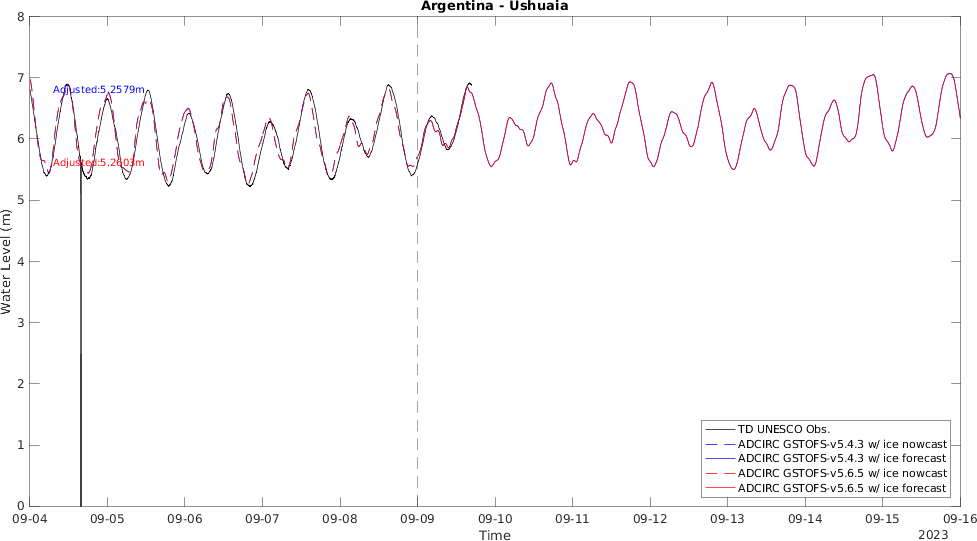 Argentina - Ushuaia
8
7
6
5
4
3
2
1
0
Water Level (m)
Adjusted:5.2579m
Adjusted:5.2603m
TD UNESCO Obs.
ADCIRC GSTOFS-v5.4.3 w/ ice nowcast
ADCIRC GSTOFS-v5.4.3 w/ ice forecast
ADCIRC GSTOFS-v5.6.5 w/ ice nowcast
ADCIRC GSTOFS-v5.6.5 w/ ice forecast
09-04 09-05 09-06 09-07 09-08 09-09 09-10 09-11 09-12 09-13 09-14 09-15 09-16
Time
2023